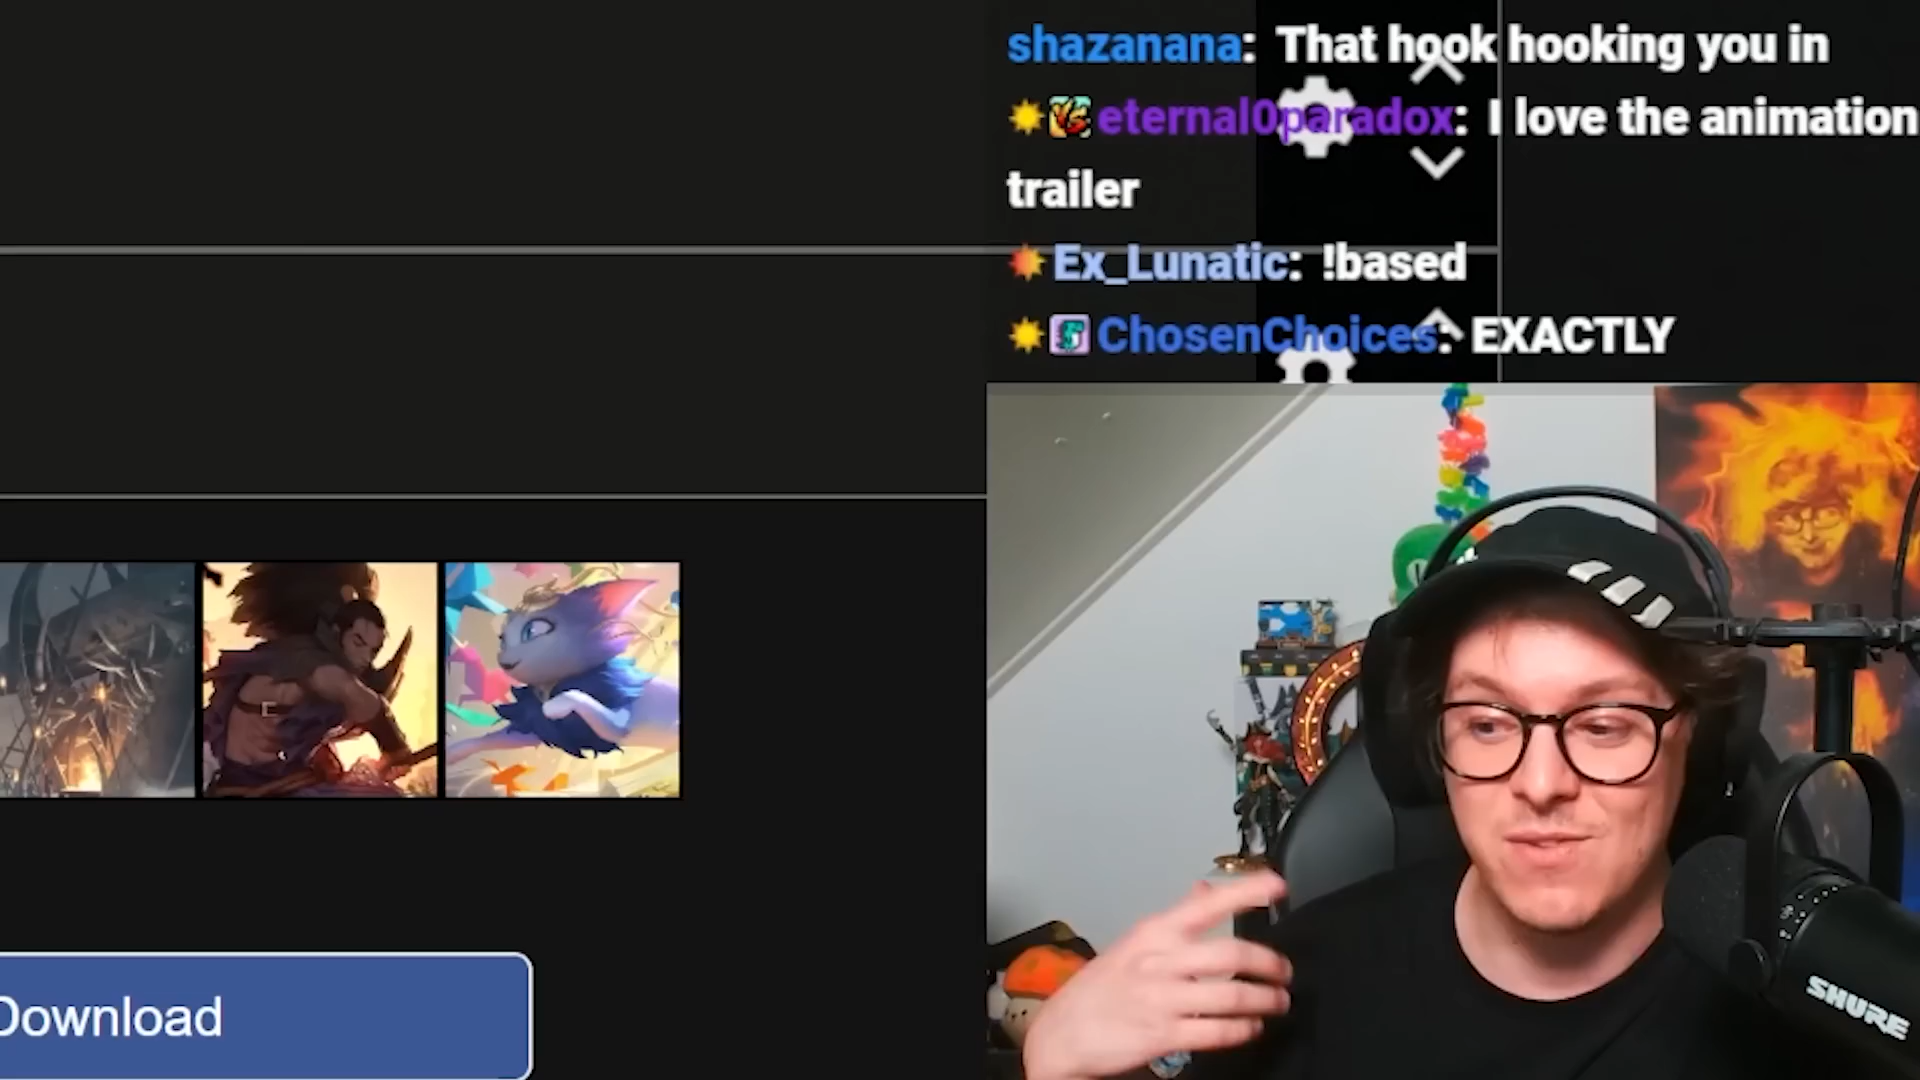 shazanana: That hook hooking you in
eternal0paradox: I love the animation
trailer
Ex_Lunatic: !based
ChosenChoices: EXACTLY
Download
SHURE